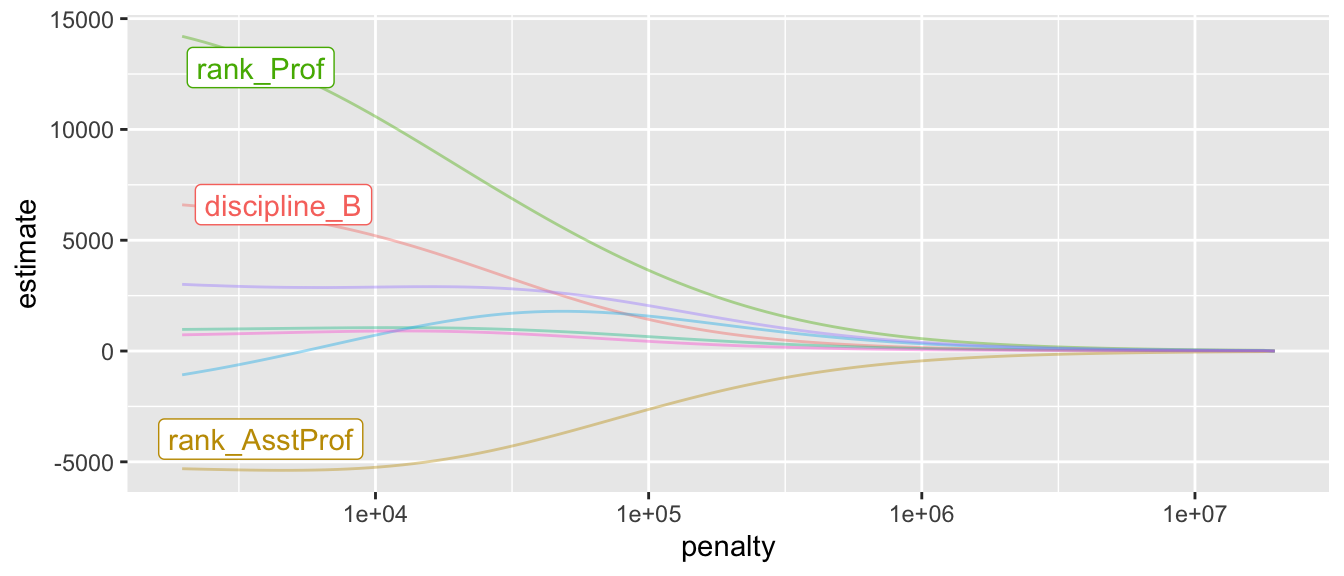 15000
rank_Prof
10000
discipline_B
5000
estimate
0
rank_AsstProf
-5000
1e+04
1e+05
1e+06
1e+07
penalty